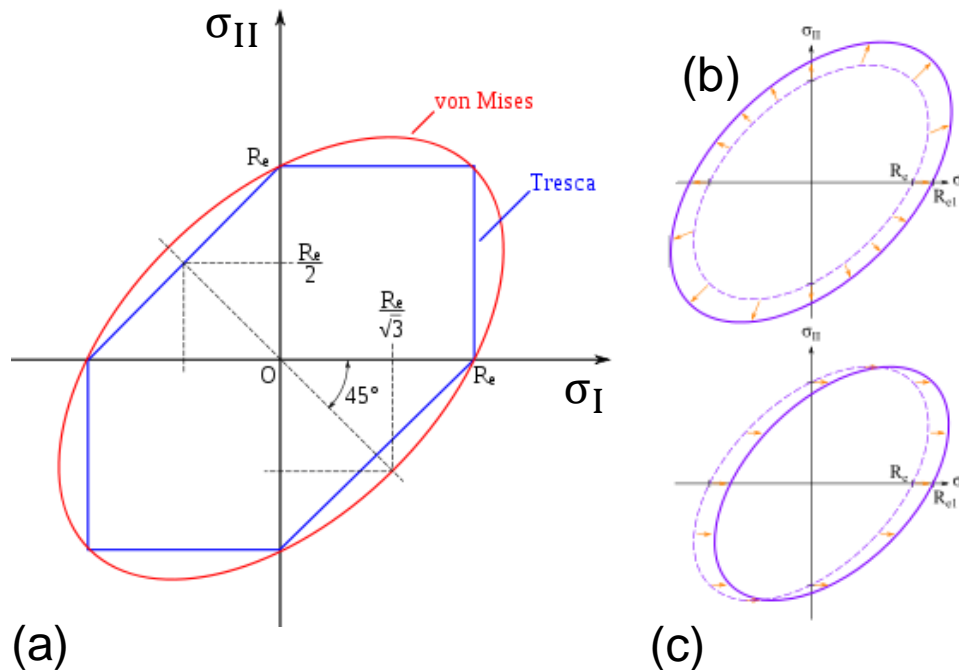 σII
von Mises
Re
Tresca
Re
2
Re
√3
O
45°
Re
σI
(a)
(b)
σII
Re
Re1
σ
(c)
σII
Re
Re1
σ